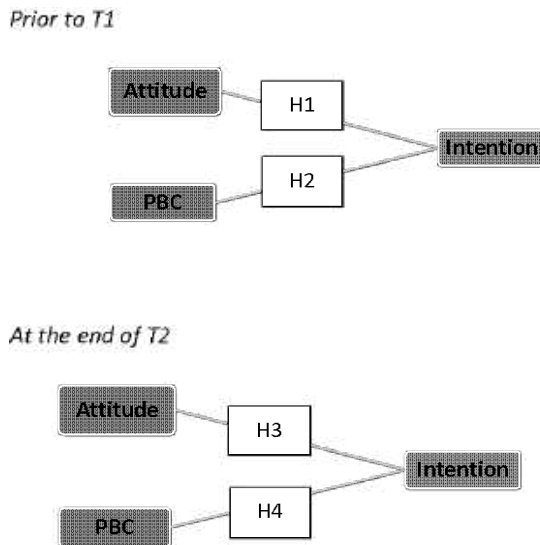 Prior to T1
Attitude
H1
Intention
H2
PBC
At the end of T2
Attitude
H3
Intention
H4
PBC